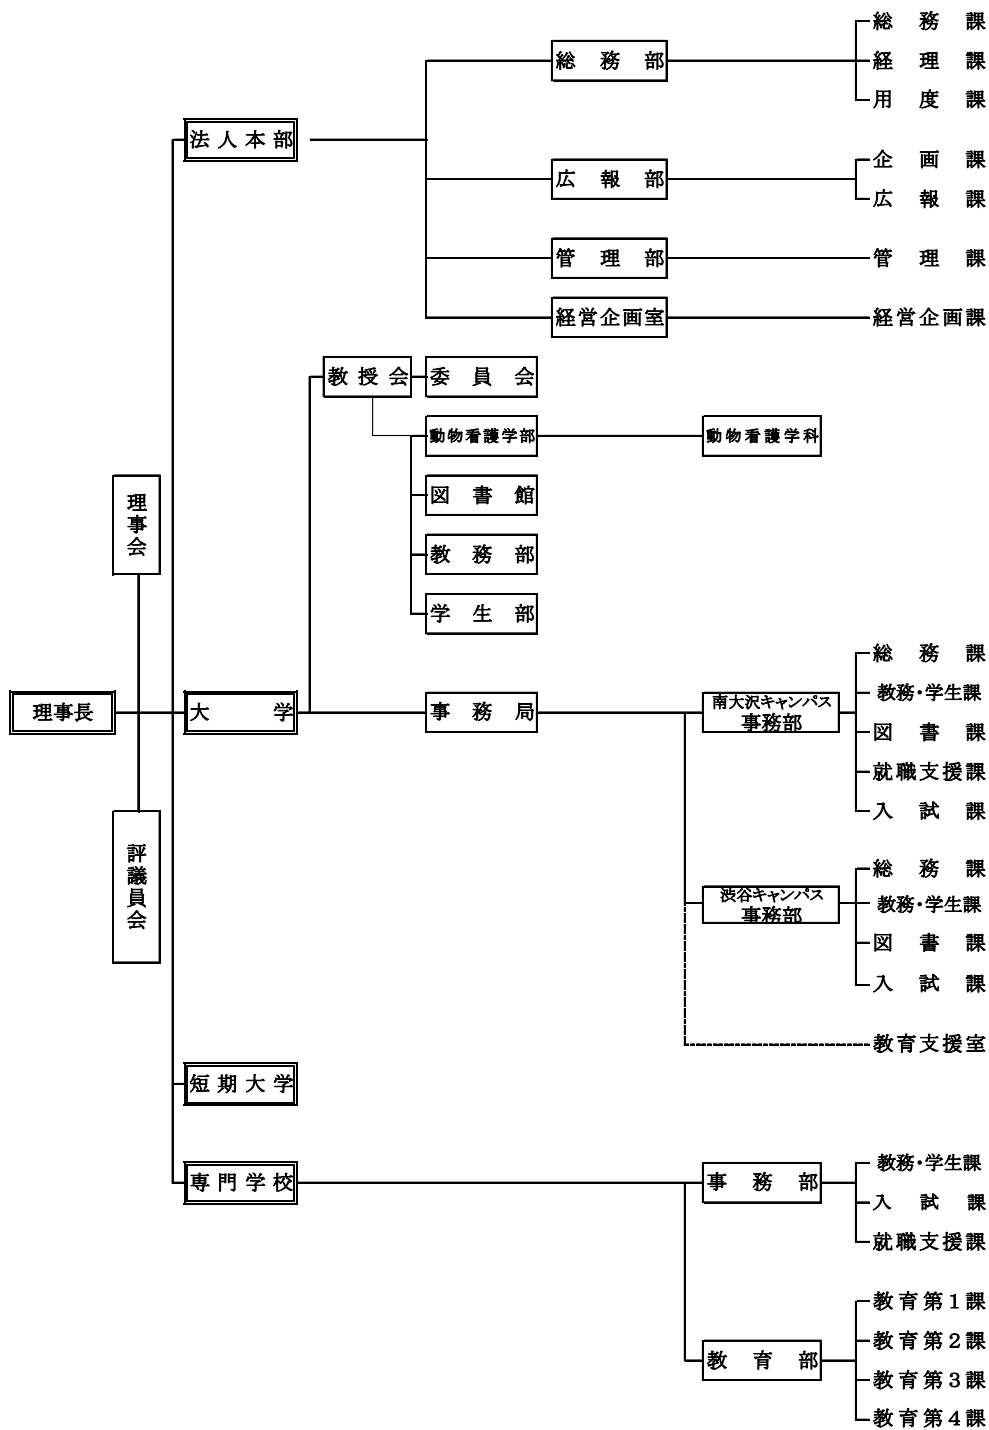 総務課
総務部
経理課
用度課
法人本部
企画課
広報部
広報課
管理部
管理課
経営企画室
経営企画課
教授会
委員会
動物看護学部
動物看護学科
理事会
図書館
教務部
学生部
理事長
大学
事務局
南大沢キャンパス
事務部
総務課
教務・学生課
図書課
就職支援課
入試課
評議員会
渋谷キャンパス
事務部
総務課
教務・学生課
図書課
入試課
教育支援室
短期大学
専門学校
事務部
教務・学生課
入試課
就職支援課
教育部
教育第1課
教育第2課
教育第3課
教育第4課